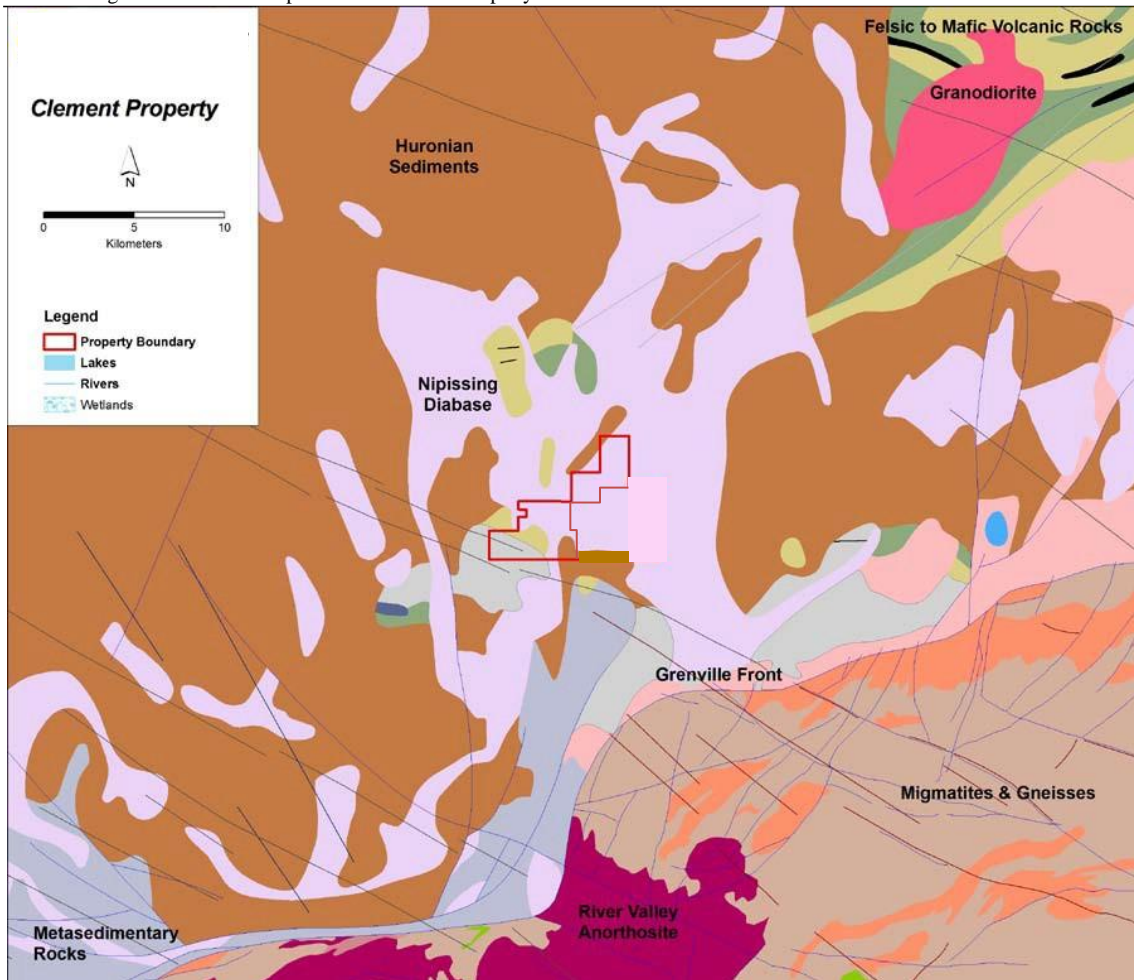 Clement Property
N
0 5 10
Kilometers
Legend
Property Boundary
Lakes
Rivers
Wetlands
Felsic to Mafic Volcanic Rocks
Granodiorite
Huronian
Sediments
Nipissing
Diabase
Grenville Front
Migmatites & Gneisses
River Valley
Anorthosite
Metasedimentary
Rocks